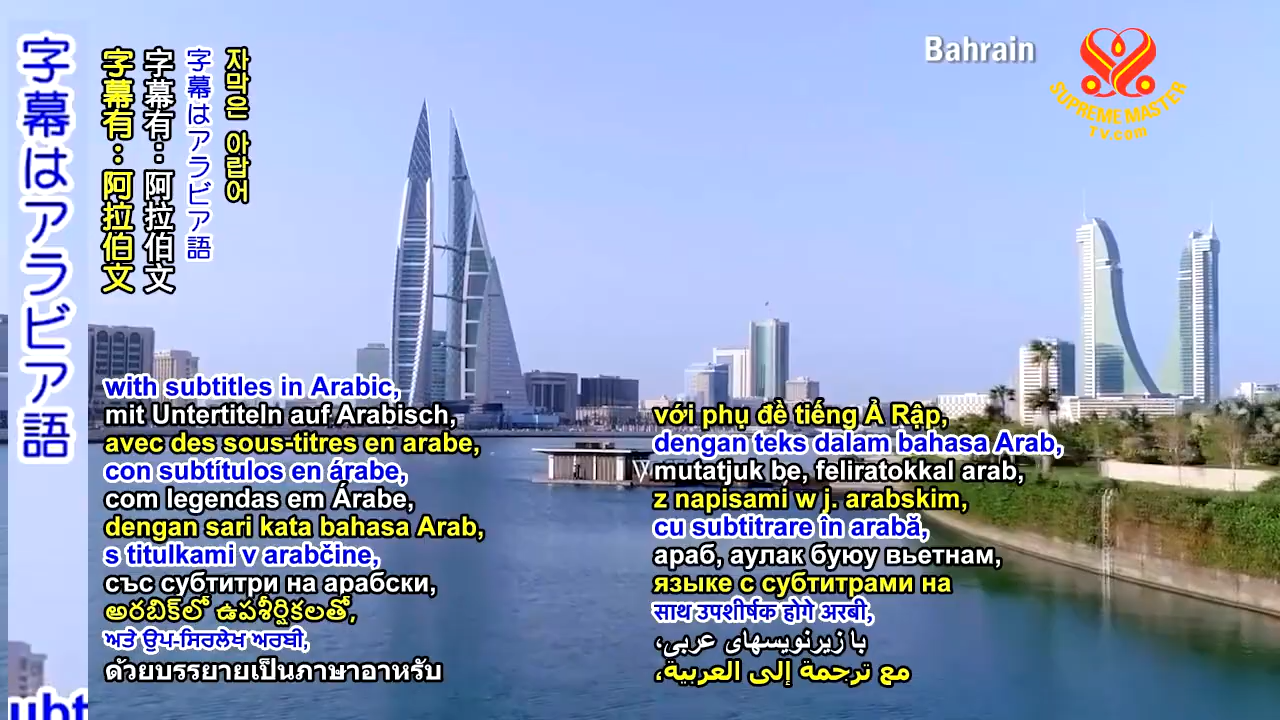 字幕はアラビア語
字幕有：阿拉伯文
字幕有：阿拉伯文
字幕はアラビア語
자막은 아랍어
Bahrain
SUPREME MASTER
TV.com
with subtitles in Arabic,
mit Untertiteln auf Arabisch,
avec des sous-titres en arabe,
con subtítulos en árabe,
com legendas em Árabe,
dengan sari kata bahasa Arab,
s titulkami v arabčine,
със субтитри на арабски,
అరబిక్‌లో ఉపశీర్షికలతో,
ਅਤੇ ਉਪ-ਸਿਰਲੇਖ ਅਰਬੀ,
ด้วยบรรยายเป็นภาษาอาหรับ
với phụ đề tiếng Ả Rập,
dengan teks dalam bahasa Arab,
mutatjuk be, feliratokkal arab,
z napisami w j. arabskim,
cu subtitrare în arabă,
араб, аулак буюу вьетнам,
языке с субтитрами на
साथ उपशीर्षक होगे अरबी,
با زیرنویسهای عربی،
مع ترجمة إلى العربية،
ubt